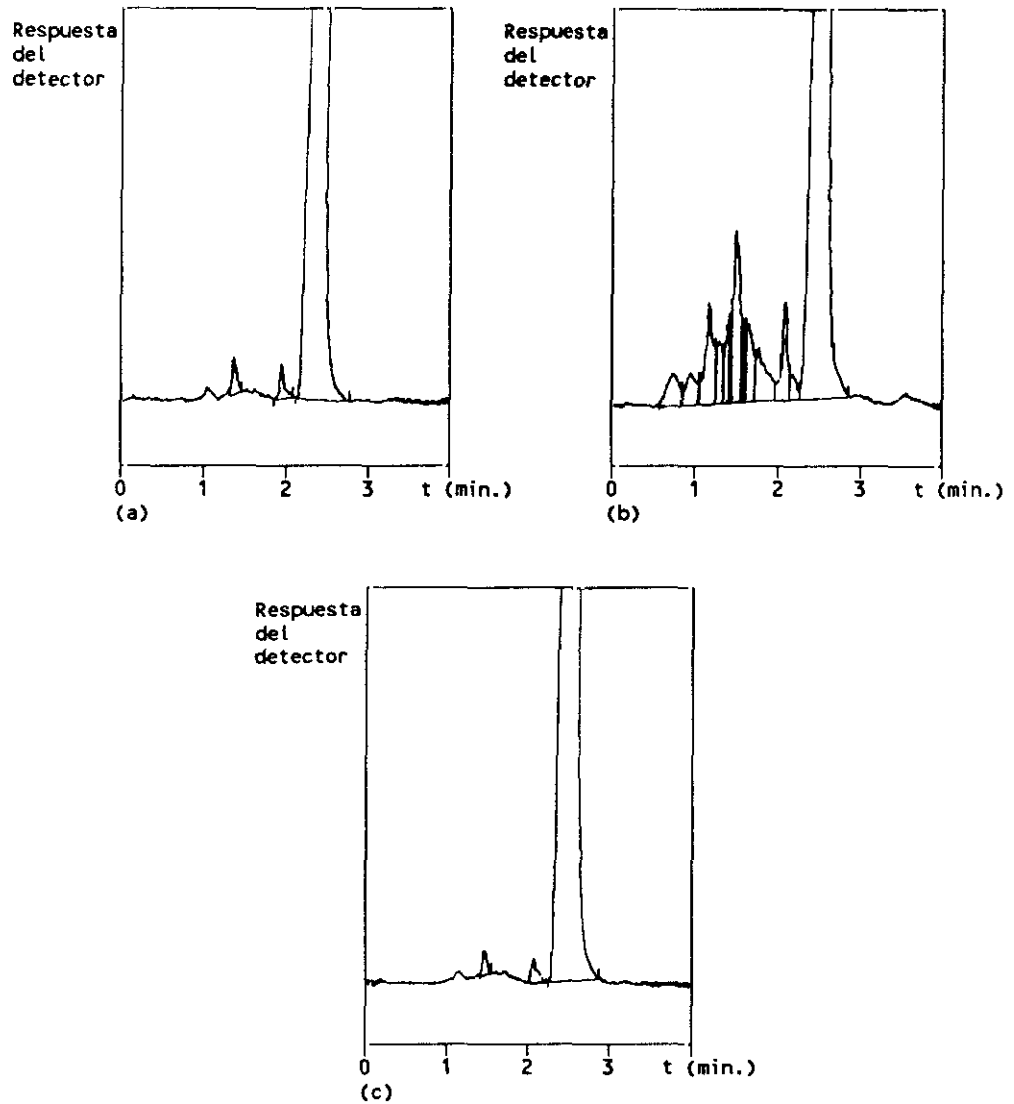 Respuesta
del
detector
0 1 2 3 t (min.)
(a)
Respuesta
del
detector
0 1 2 3 t (min.)
(b)
Respuesta
del
detector
0 1 2 3 t (min.)
(c)